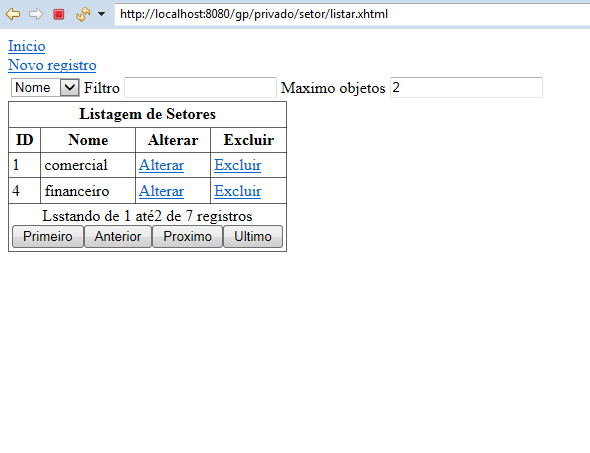 http://localhost:8080/gp/privado/setor/listar.xhtml
Inicio
Novo registro
Nome Filtro Maximo objetos 2
Listagem de Setores
ID Nome Alterar Excluir
1 comercial Alterar Excluir
4 financeiro Alterar Excluir
Lsstando de 1 até2 de 7 registros
Primeiro Anterior Proximo Ultimo